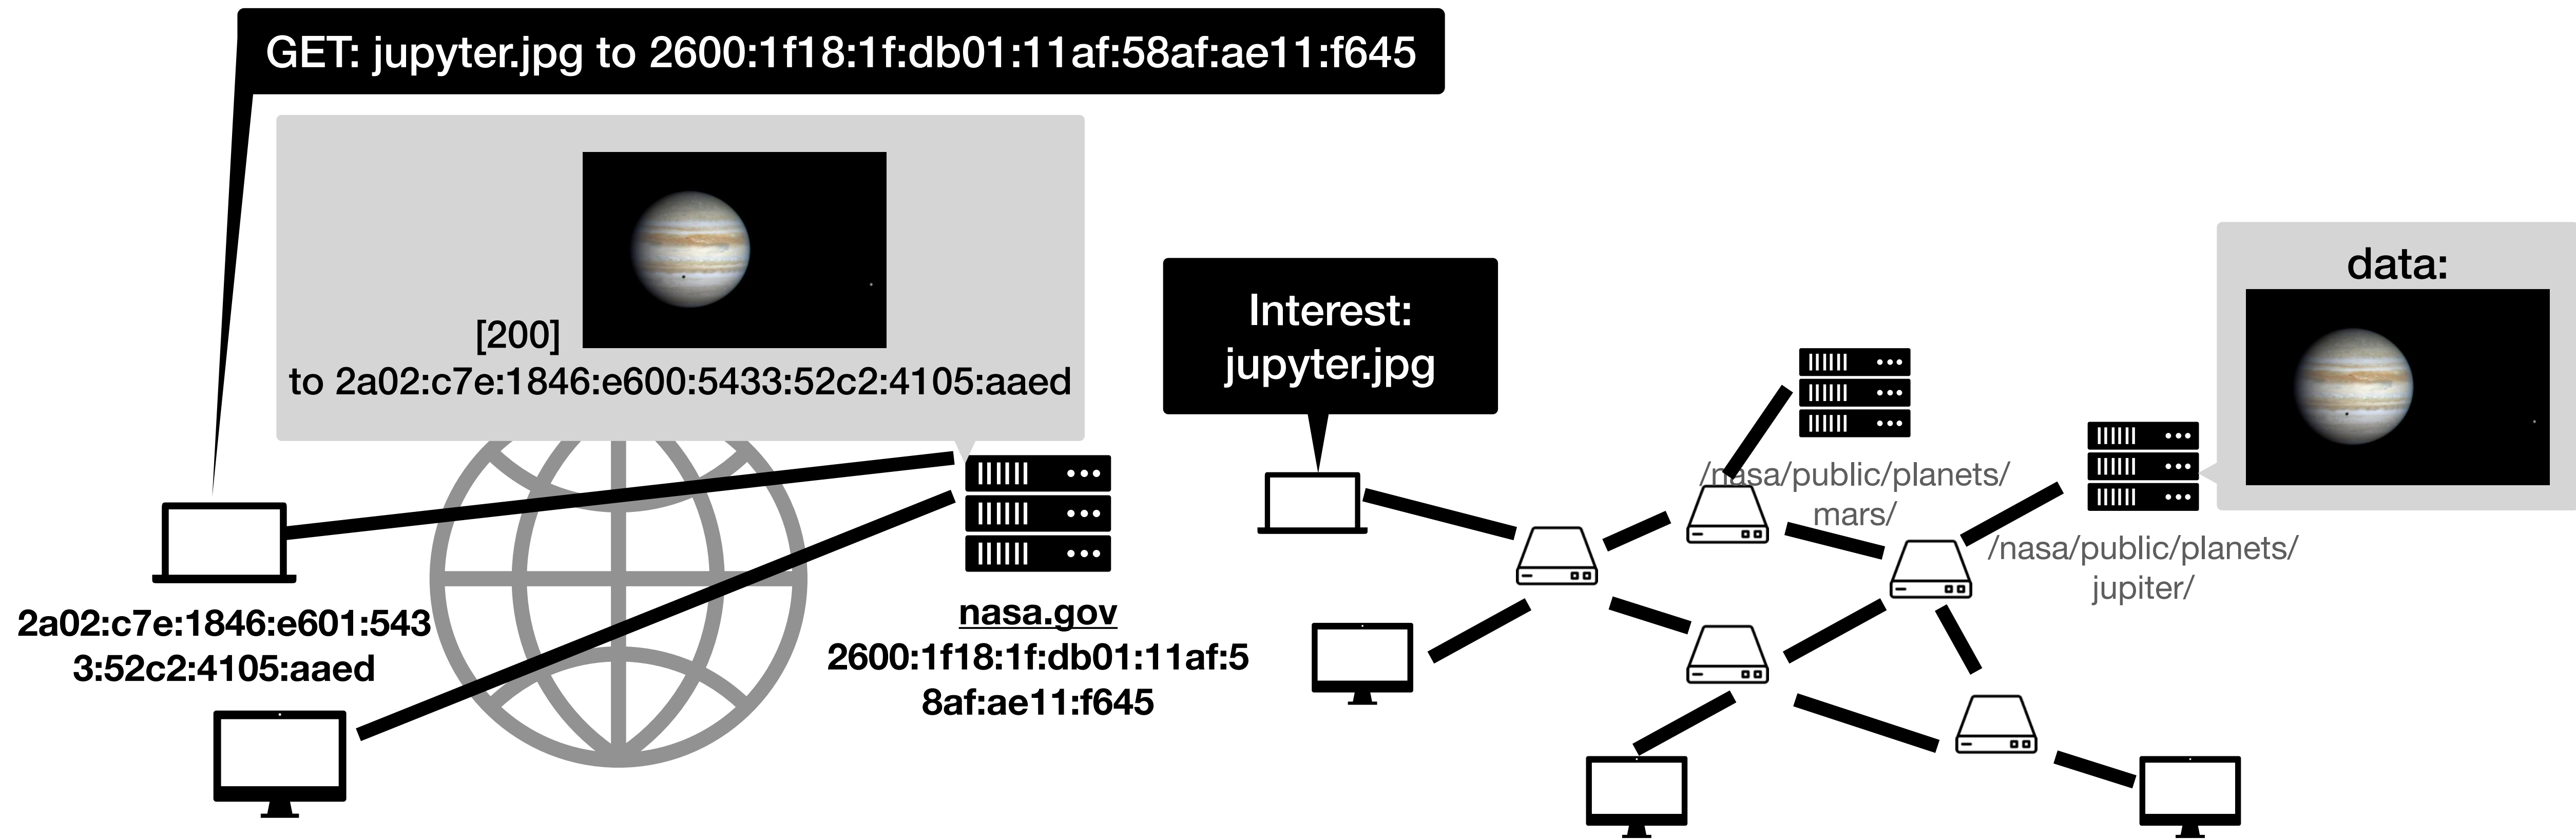 GET: jupyter.jpg to 2600:1f18:1f:db01:11af:58af:ae11:f645
[200]
to 2a02:c7e:1846:e600:5433:52c2:4105:aaed
2a02:c7e:1846:e601:543
3:52c2:4105:aaed
nasa.gov
2600:1f18:1f:db01:11af:5
8af:ae11:f645
Interest:
jupyter.jpg
/nasa/public/planets/
mars/
/nasa/public/planets/
jupiter/
data: